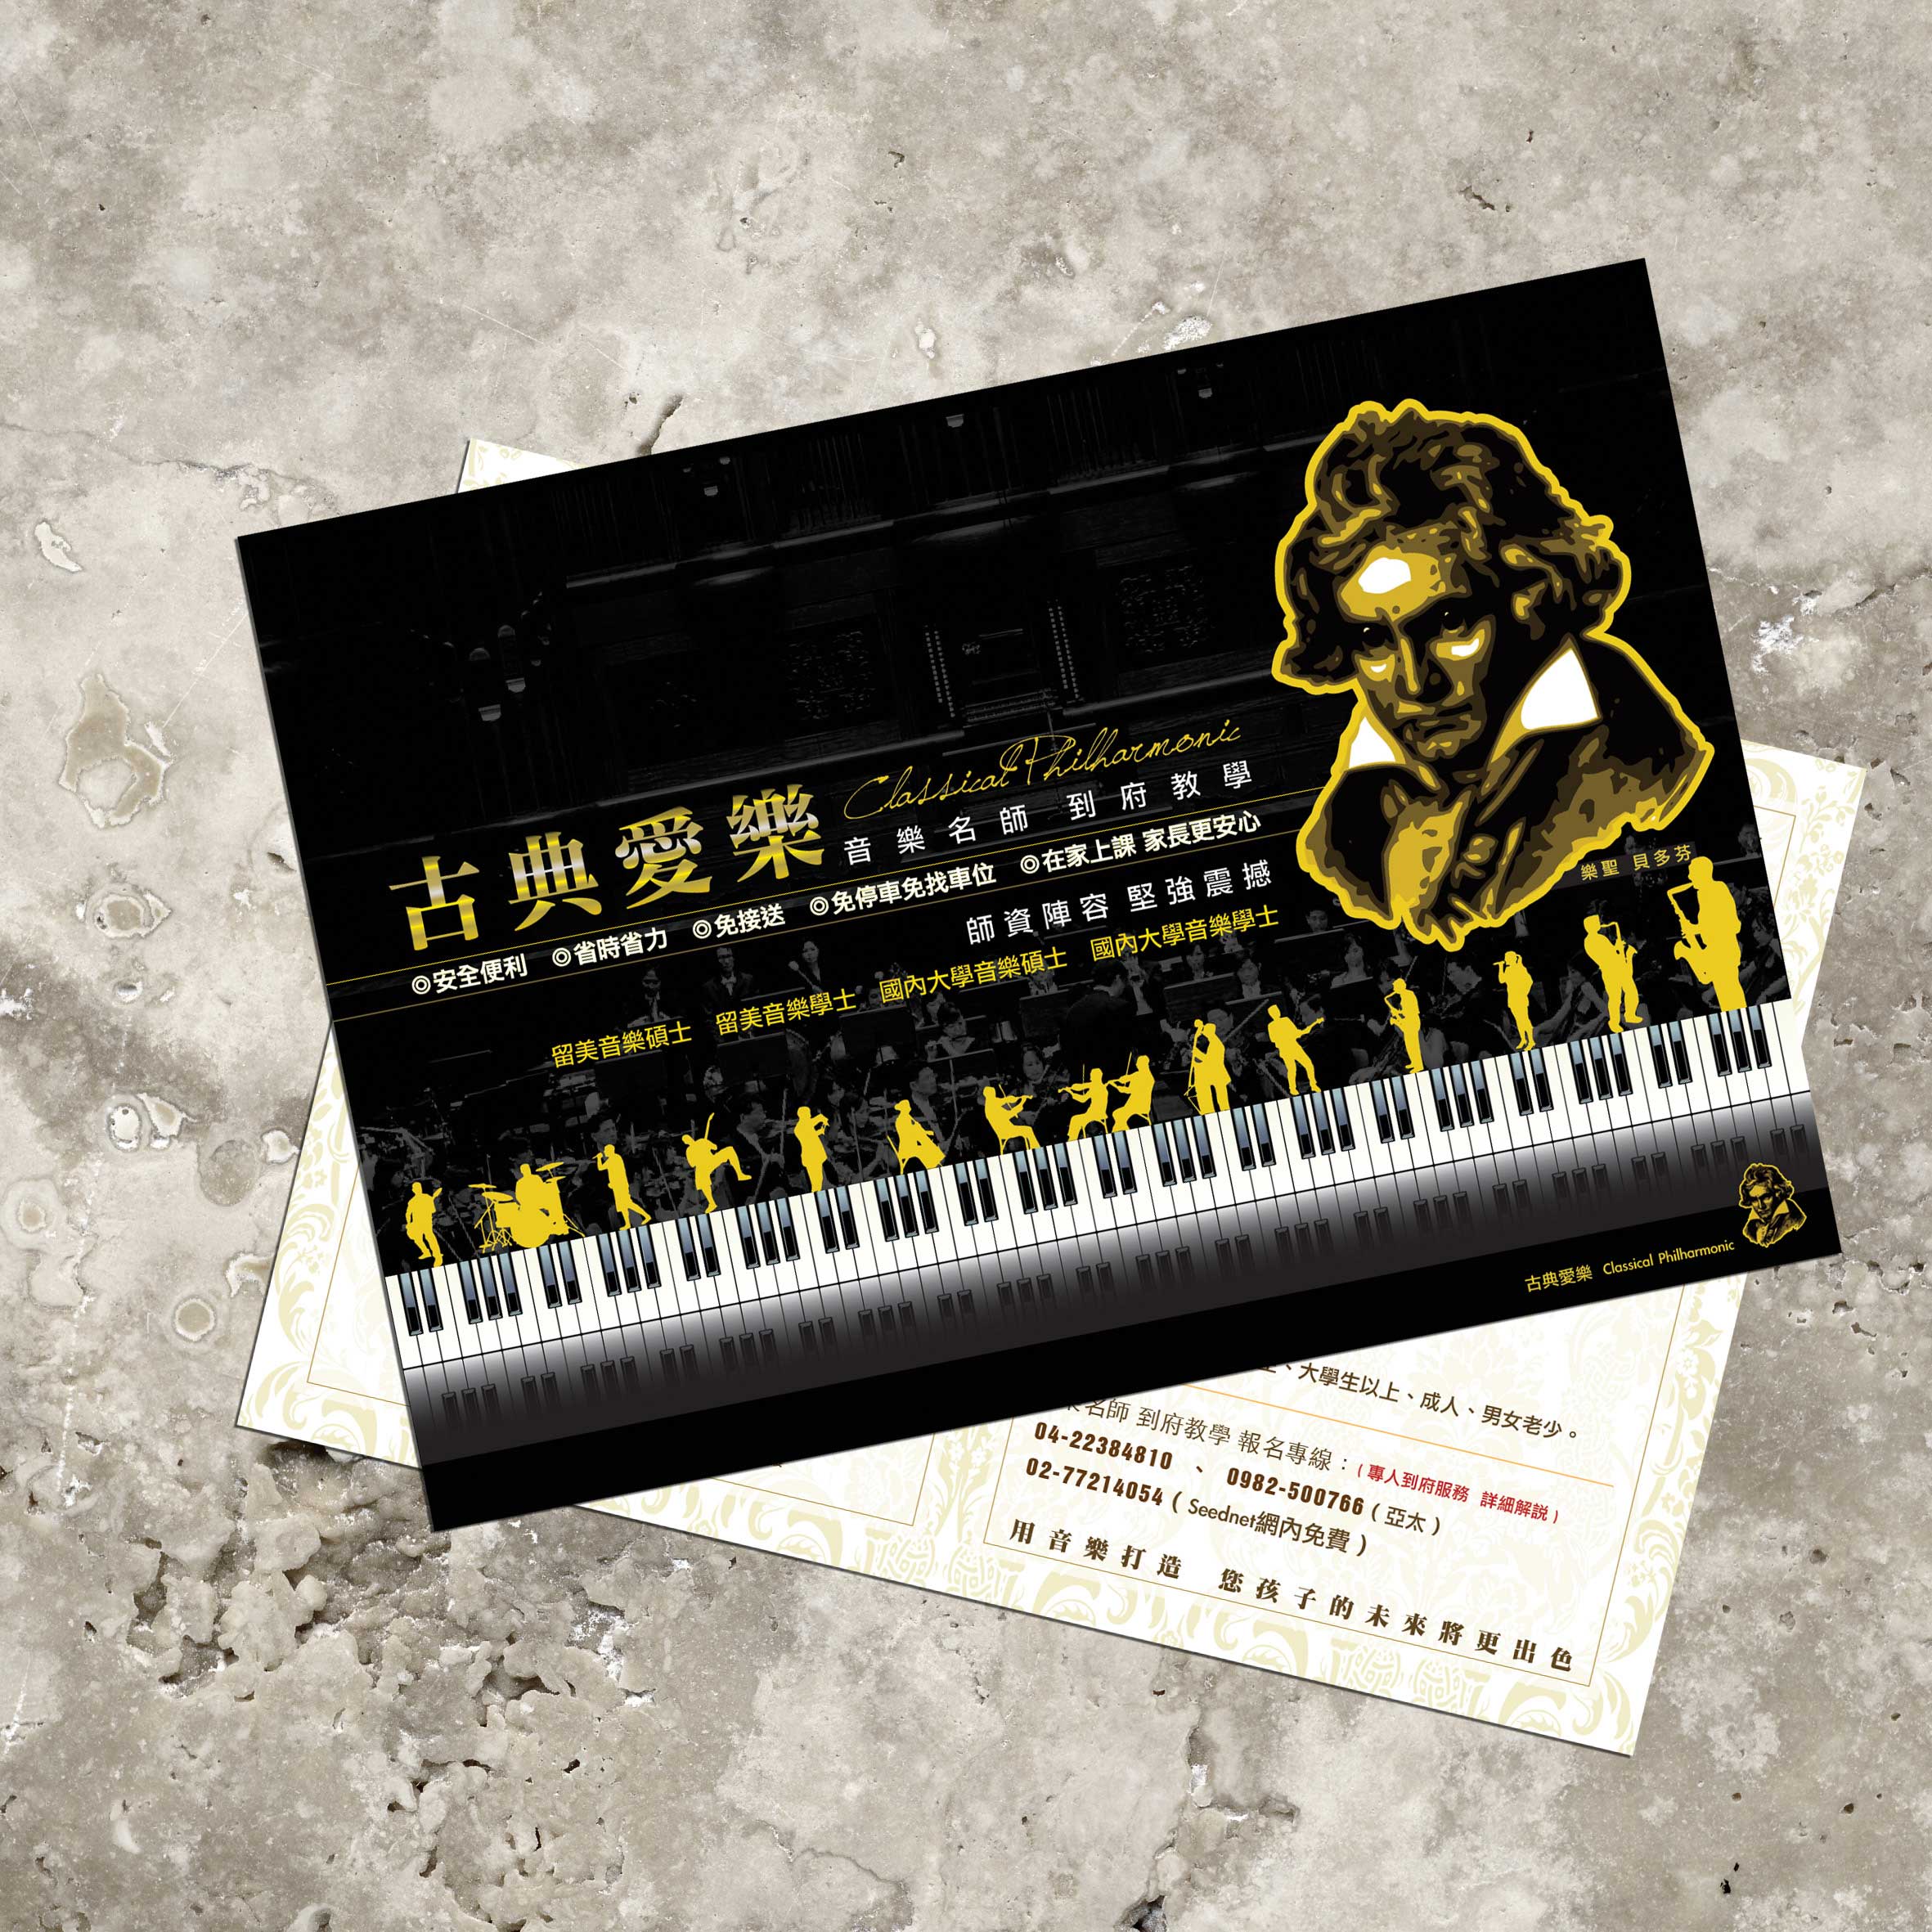 Classical Philharmonic
古典愛樂 音樂名師 到府教學
◎安全便利 ◎省時省力 ◎免接送 ◎免停車免找車位 ◎在家上課 家長更安心
師資陣容 堅強震撼
留美音樂碩士 留美音樂學士 國內大學音樂碩士 國內大學音樂學士
樂聖 貝多芬
古典愛樂 Classical Philharmonic
、大學生以上、成人、男女老少。
名師 到府教學 報名專線：(專人到府服務 詳細解說)
04-22384810 、 0982-500766 (亞太)
02-77214054 (Seednet網內免費)
用音樂打造 您孩子的未來將更出色